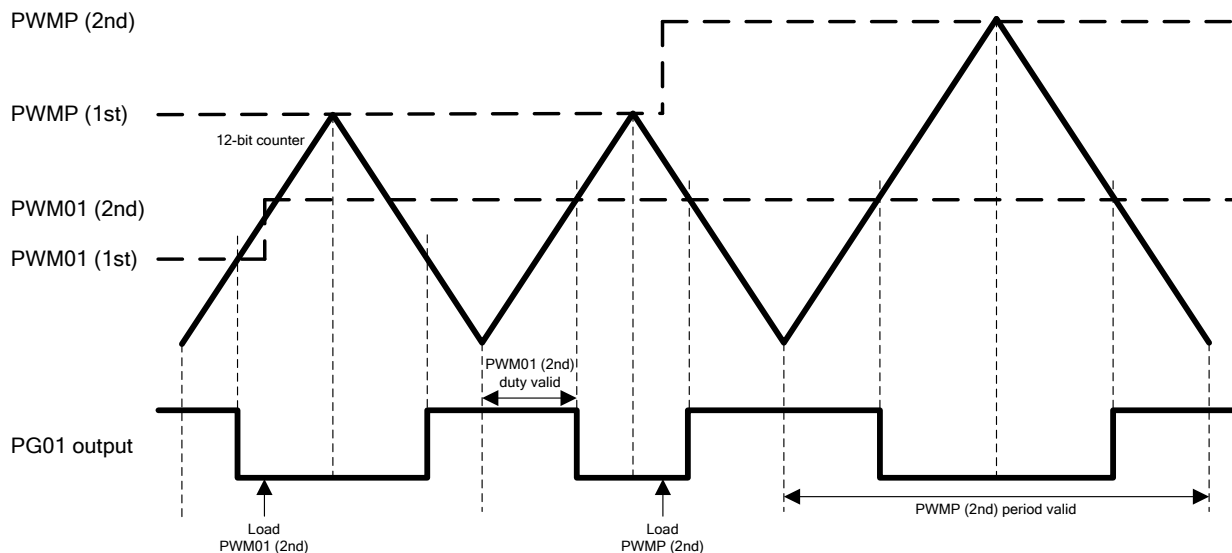 PWMP (2nd)
PWMP (1st)
12-bit counter
PWM01 (2nd)
PWM01 (1st)
PWM01 (2nd)
duty valid
PG01 output
Load
PWM01 (2nd)
Load
PWMP (2nd)
PWMP (2nd) period valid